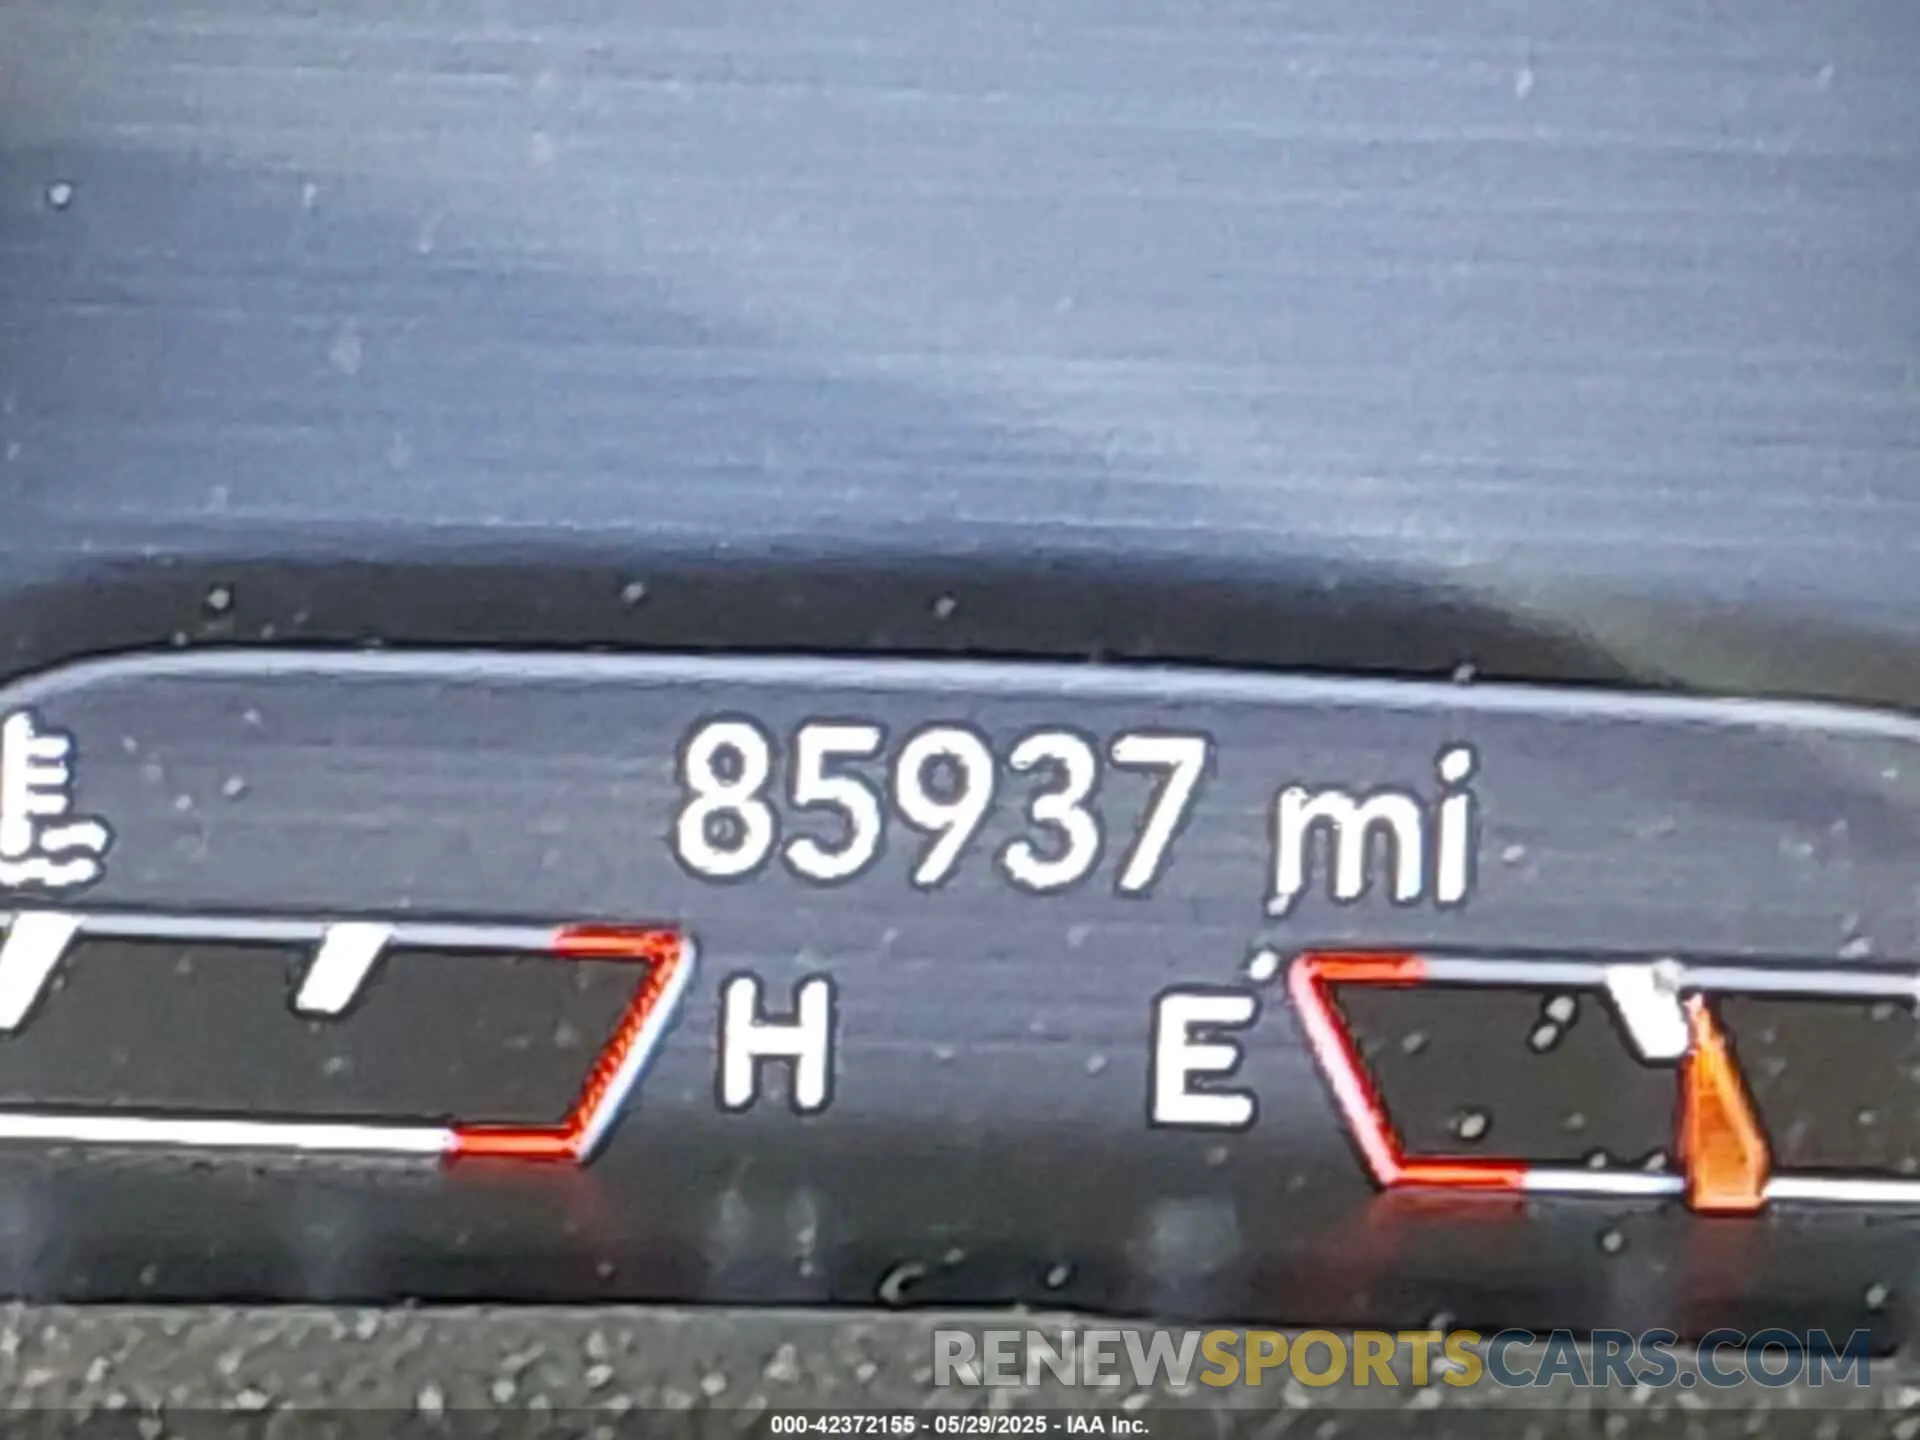 85937 mi
H E
RENEWSPORTSCARS.COM
000-42372155 - 05/29/2025 - IAA Inc.